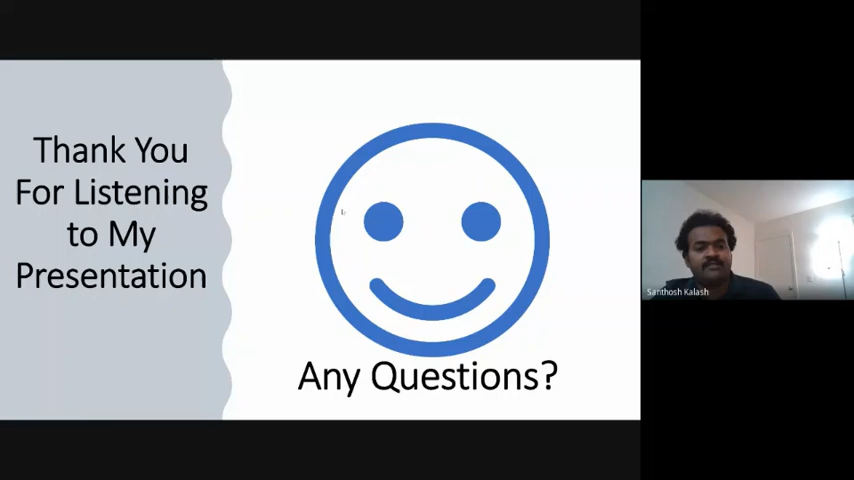 Thank You
For Listening
to My
Presentation
Any Questions?
Santhosh Kalash